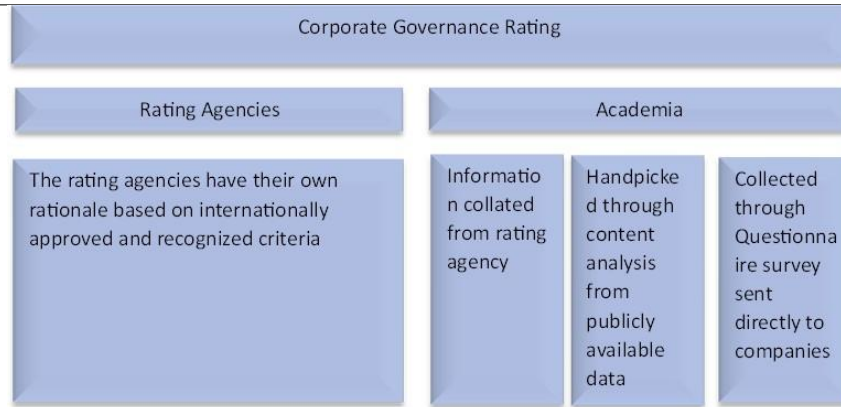 Corporate Governance Rating
Rating Agencies
Academia
The rating agencies have their own
rationale based on internationally
approved and recognized criteria
Informatio
n collated
from rating
agency
Handpicke
d through
content
analysis
from
publicly
available
data
Collected
through
Questionna
ire survey
sent
directly to
companies